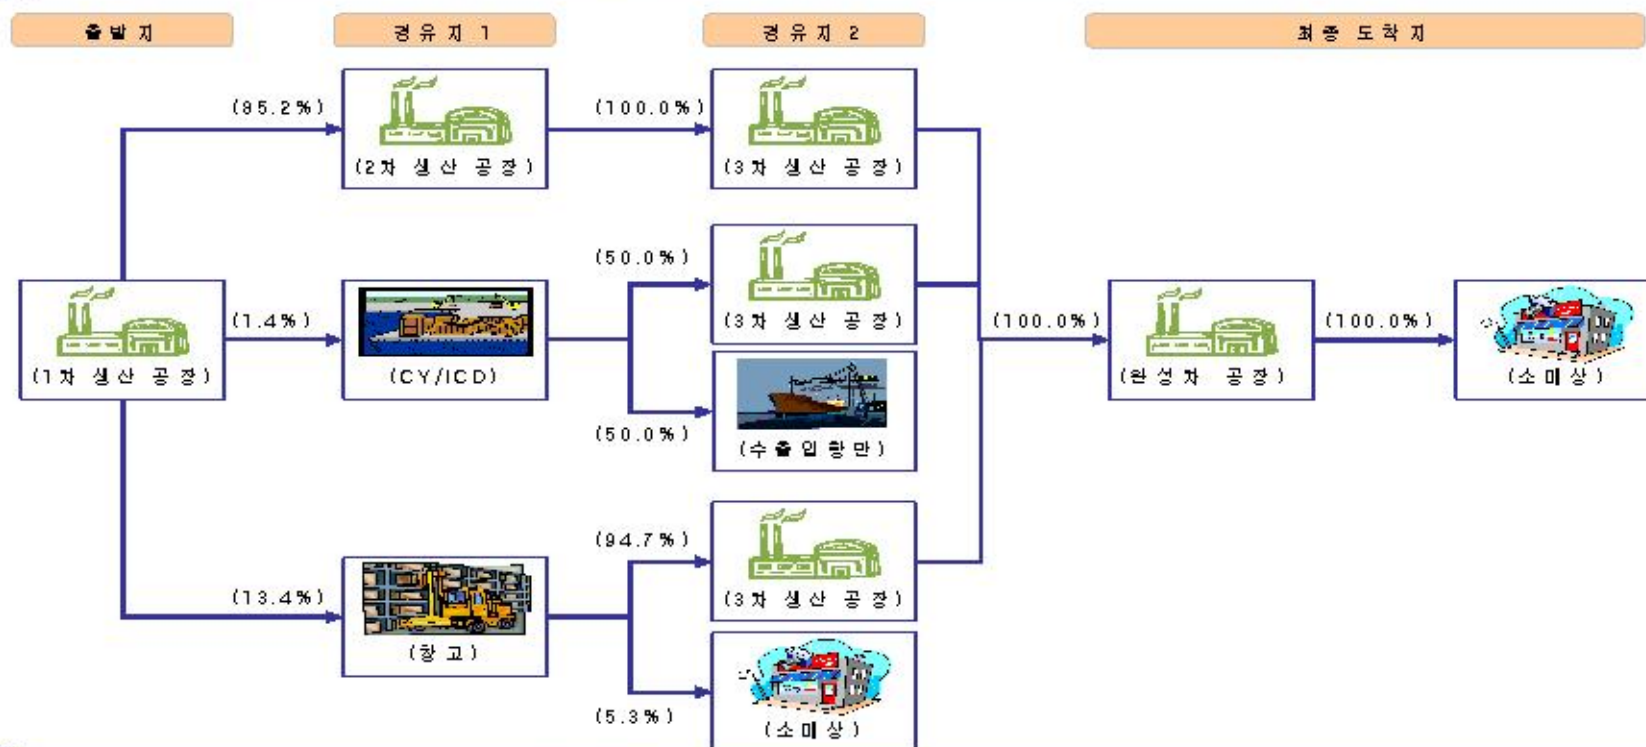 출발지
경유지 1
경유지 2
최종 도착지
(85.2%)
(100.0%)
(2차 생산 공장)
(3차 생산 공장)
(50.0%)
(3차 생산 공장)
(1.4%)
(100.0%)
(100.0%)
(1차 생산 공장)
(CY/ICD)
(완성차 공장)
(소매상)
(50.0%)
(수출입항만)
(94.7%)
(3차 생산 공장)
(13.4%)
(창고)
(5.3%)
(소매상)